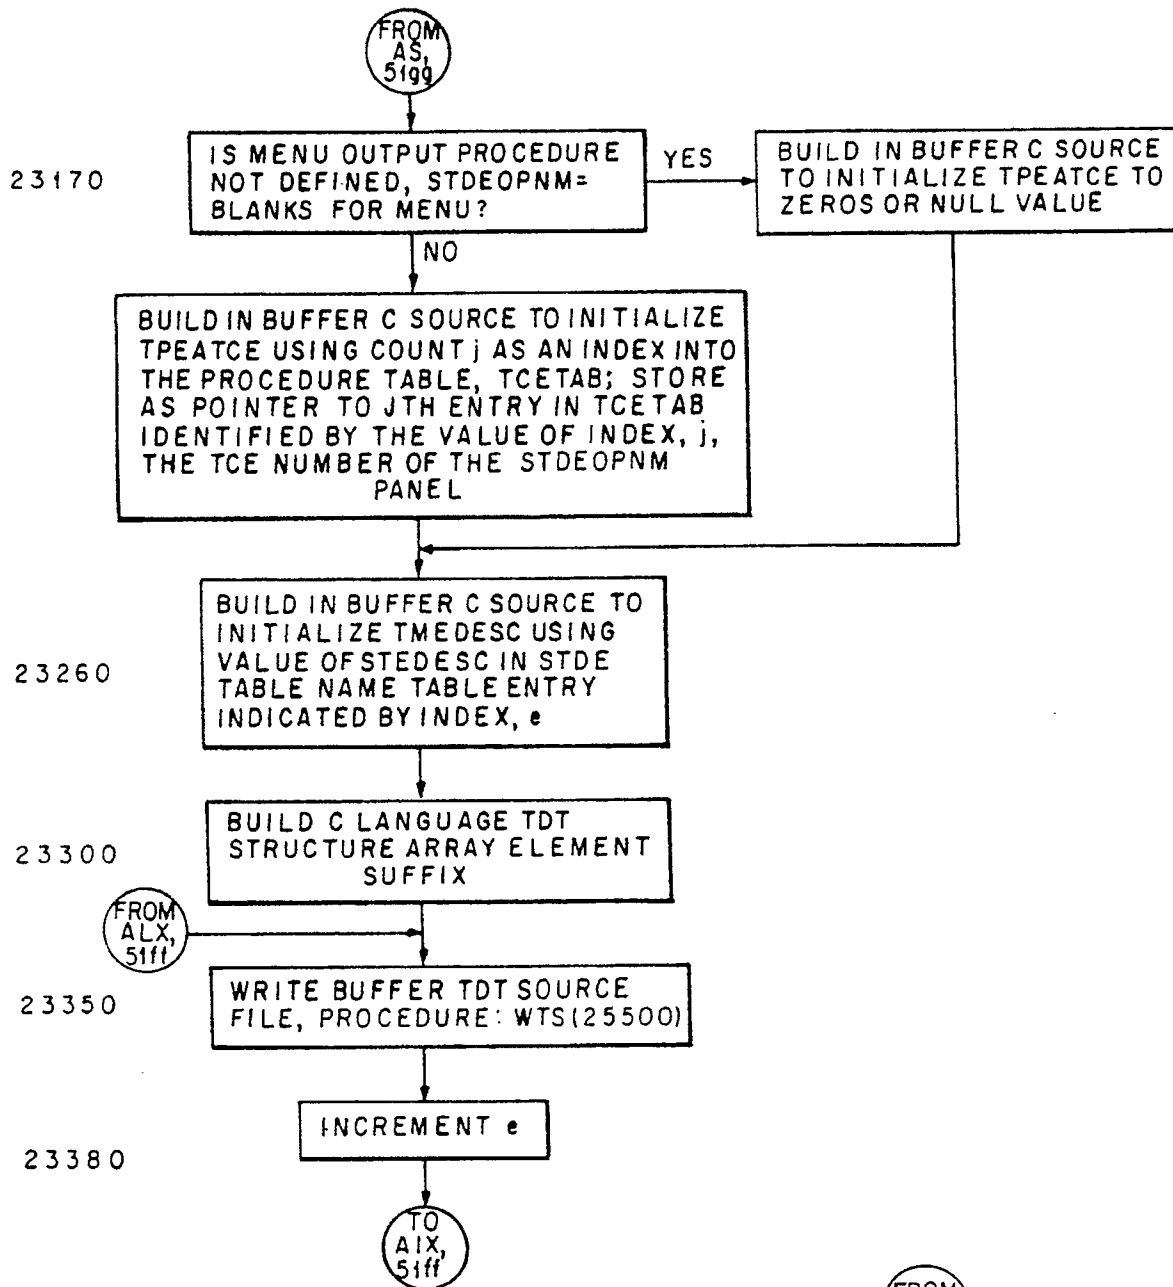 FROM
AS,
51gg
23170
IS MENU OUTPUT PROCEDURE
NOT DEFINED, STDEOPNM=
BLANKS FOR MENU?
YES
BUILD IN BUFFER C SOURCE
TO INITIALIZE TPEATCE TO
ZEROS OR NULL VALUE
NO
BUILD IN BUFFER C SOURCE TO INITIALIZE
TPEATCE USING COUNT j AS AN INDEX INTO
THE PROCEDURE TABLE, TCETAB; STORE
AS POINTER TO JTH ENTRY IN TCETAB
IDENTIFIED BY THE VALUE OF INDEX, j,
THE TCE NUMBER OF THE STDEOPNM
PANEL
23260
BUILD IN BUFFER C SOURCE TO
INITIALIZE TMEDESC USING
VALUE OF STEDESC IN STDE
TABLE NAME TABLE ENTRY
INDICATED BY INDEX, e
23300
BUILD C LANGUAGE TDT
STRUCTURE ARRAY ELEMENT
SUFFIX
FROM
ALX,
51ff
23350
WRITE BUFFER TDT SOURCE
FILE, PROCEDURE: WTS(25500)
23380
INCREMENT e
TO
AIX,
51ff
FROM